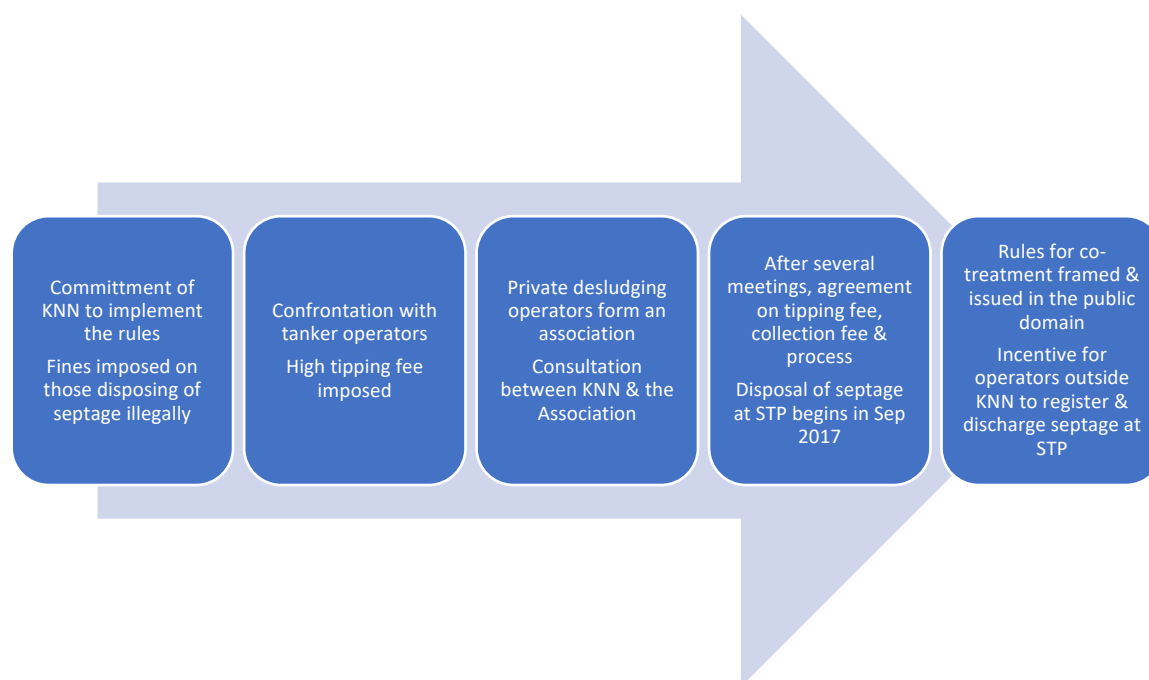 Committment of
KNN to implement
the rules
Fines imposed on
those disposing of
septage illegally
Confrontation with
tanker operators
High tipping fee
imposed
Private desludging
operators form an
association
Consultation
between KNN & the
Association
After several
meetings, agreement
on tipping fee,
collection fee &
process
Disposal of septage
at STP begins in Sep
2017
Rules for co-
treatment framed &
issued in the public
domain
Incentive for
operators outside
KNN to register &
discharge septage at
STP